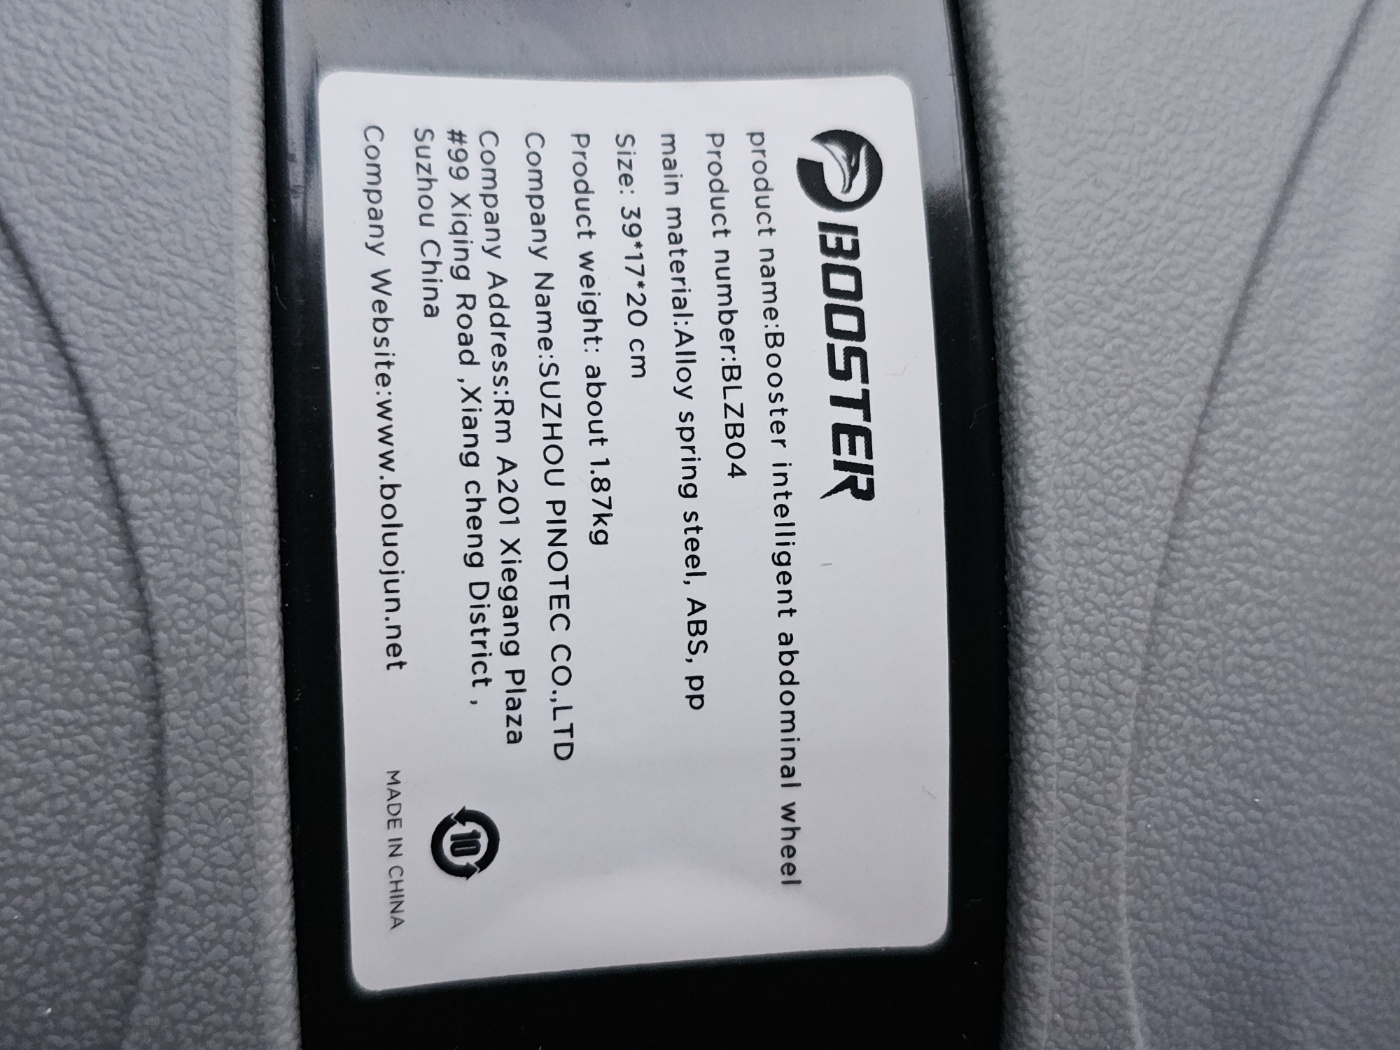 BOOSTER
product name:Booster intelligent abdominal wheel
Product number:BLZB04
main material:Alloy spring steel, ABS, pp
Size: 39*17*20 cm
Product weight: about 1.87kg
Company Name:SUZHOU PINOTEC CO.,LTD
Company Address:Rm A201 Xiegang Plaza
#99 Xiqing Road ,Xiang cheng District ,
Suzhou China
Company Website:www.boluojun.net
10
MADE IN CHINA